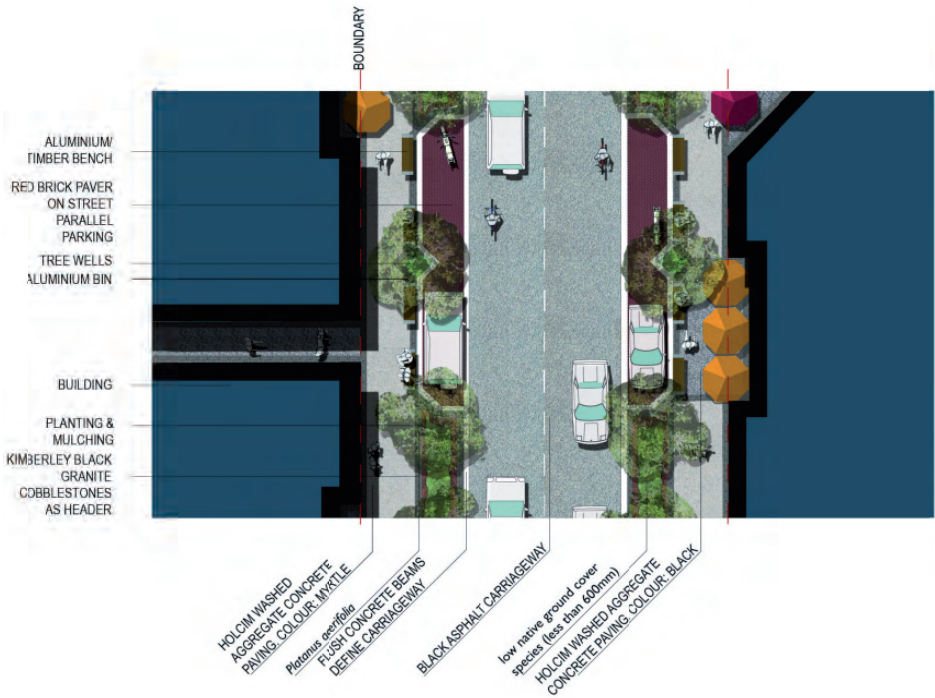 BOUNDARY
ALUMINIUM/
TIMBER BENCH
RED BRICK PAVER
ON STREET
PARALLEL
PARKING
TREE WELLS
ALUMINIUM BIN
BUILDING
PLANTING &
MULCHING
KIMBERLEY BLACK
GRANITE
COBBLESTONES
AS HEADER
HOLCIM WASHED
AGGREGATE CONCRETE
PAVING. COLOUR: MYRTLE
Platanus acerifolia
FLUSH CONCRETE BEAMS
DEFINE CARRIAGEWAY
BLACK ASPHALT CARRIAGEWAY
low native ground cover
species (less than 600mm)
HOLCIM WASHED AGGREGATE
CONCRETE PAVING. COLOUR: BLACK